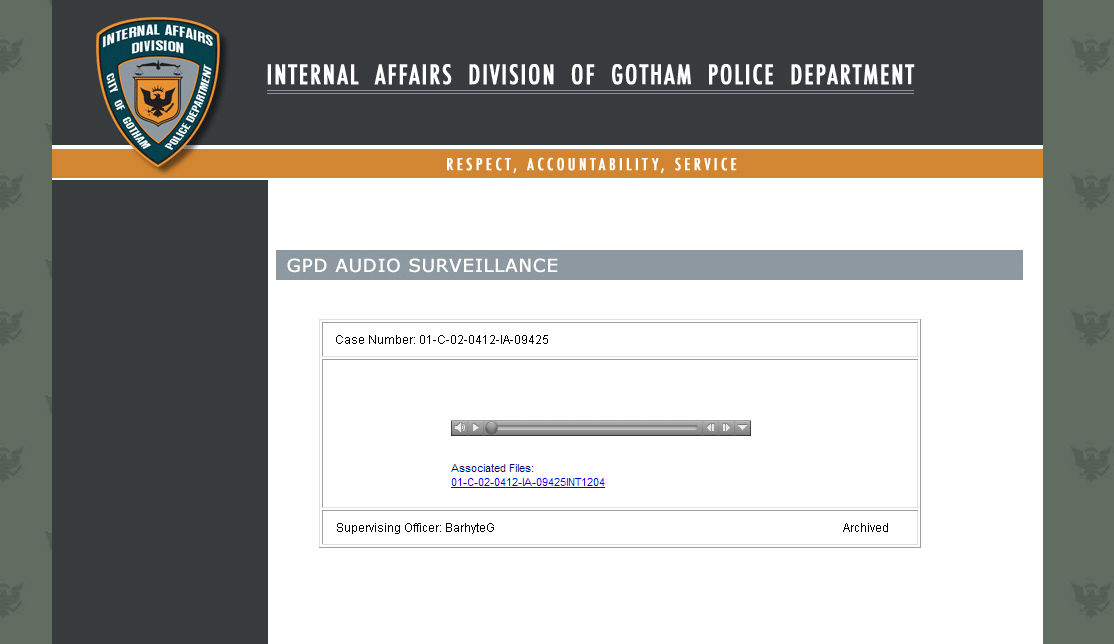 INTERNAL AFFAIRS
DIVISION
CITY OF GOTHAM
POLICE DEPARTMENT
INTERNAL AFFAIRS DIVISION OF GOTHAM POLICE DEPARTMENT
RESPECT, ACCOUNTABILITY, SERVICE
GPD AUDIO SURVEILLANCE
Case Number: 01-C-02-0412-IA-09425
Associated Files:
01-C-02-0412-IA-09425INT1204
Supervising Officer: BarhyteG Archived